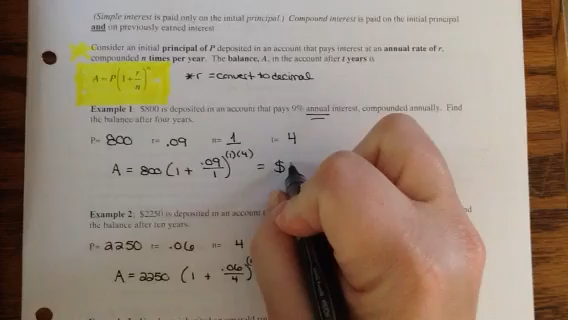 (Simple interest is paid only on the initial principal.) Compound interest is paid on the initial principal
and on previously earned interest
Consider an initial principal of P deposited in an account that pays interest at an annual rate of r,
compounded n times per year. The balance, A, in the account after t years is
A = P(1 + r/n)^nt *r = convert to decimal
Example 1: $800 is deposited in an account that pays 9% annual interest, compounded annually. Find
the balance after four years.
P= 800 r= .09 n= 1 t= 4
A = 800 (1 + .09/1)^(1)(4) = $
Example 2: $2250 is deposited in an account
and
the balance after ten years.
P= 2250 r= .06 n= 4
A = 2250 (1 + .06/4)